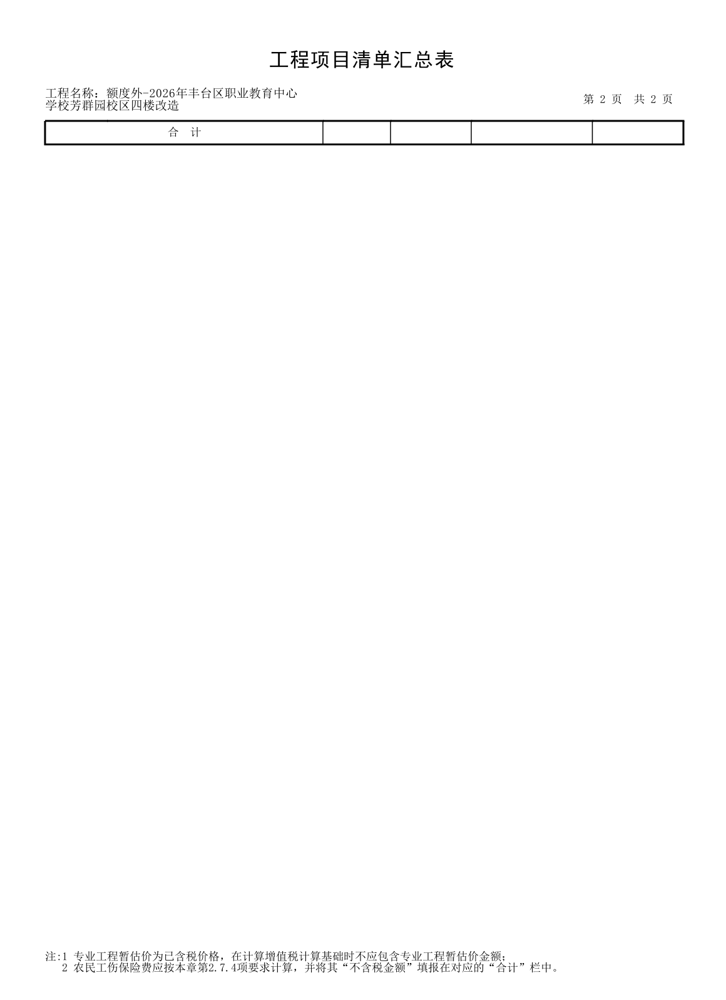 工程项目清单汇总表
工程名称：额度外-2026年丰台区职业教育中心
学校芳群园校区四楼改造
第 2 页  共 2 页
合  计
注:1 专业工程暂估价为已含税价格，在计算增值税计算基础时不应包含专业工程暂估价金额；
2 农民工伤保险费应按本章第2.7.4项要求计算，并将其“不含税金额”填报在对应的“合计”栏中。